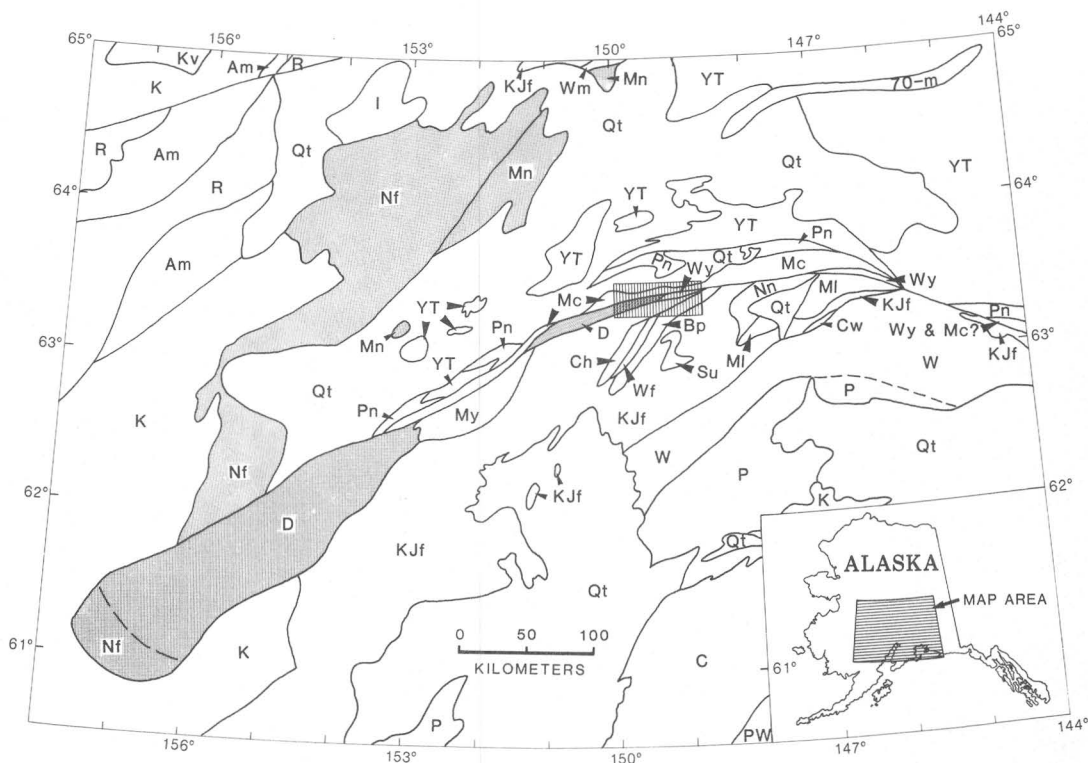 65° 156° 153° 150° 147° 144°
65°
Kv Am R KJf Wm Mn YT 70-m
K
I
R Am Qt Qt Qt YT
R
64° Nf Mn YT 64°
YT Pn
Am YT Pn Qt Mc Wy
Mc Wy Nn Ml
YT Qt KJf Pn
Mn Pn D Bp Cw Wy & Mc? 63°
63° YT Ch Ml KJf
Su W
Qt Wf P
Pn My KJf
K Qt
W
62° Nf P 62°
KJf K
D
Qt
KJf ALASKA
Qt
MAP AREA
0 50 100
61° Nf K KILOMETERS
C 61°
P
PW
156° 153° 150° 147° 144°